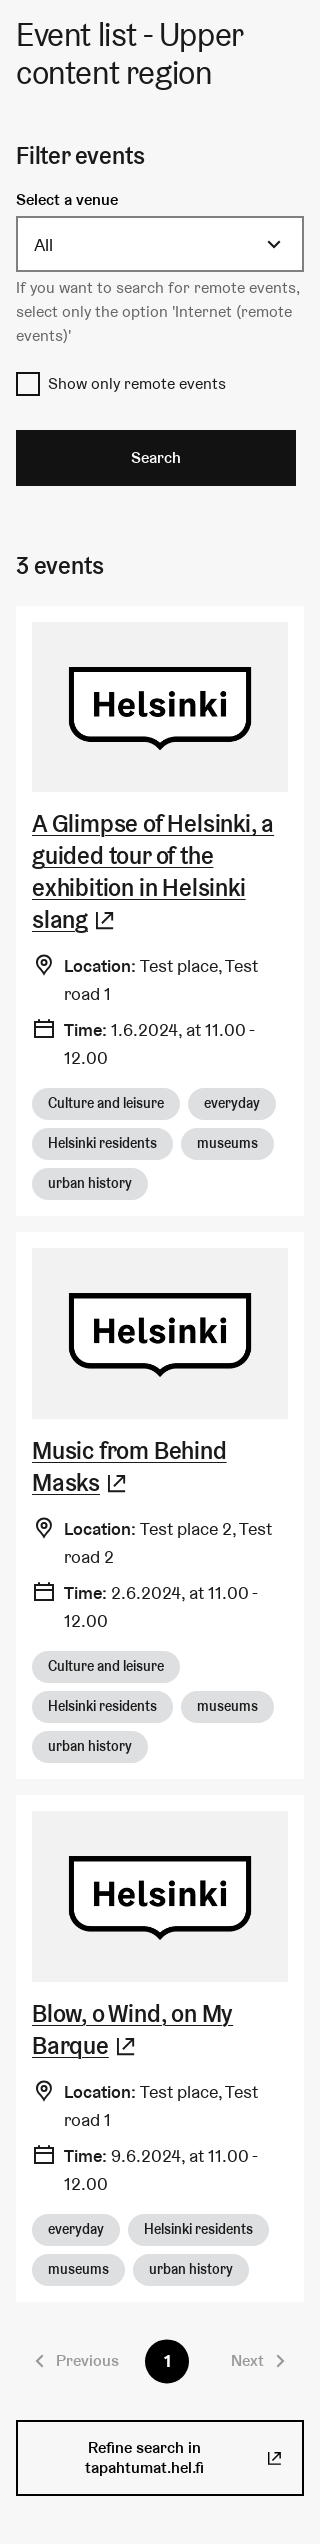 Event list - Upper
content region
Filter events
Select a venue
All
If you want to search for remote events,
select only the option 'Internet (remote
events)'
Show only remote events
Search
3 events
Helsinki
A Glimpse of Helsinki, a
guided tour of the
exhibition in Helsinki
slang
Location: Test place, Test
road 1
Time: 1.6.2024, at 11.00 -
12.00
Culture and leisure everyday
Helsinki residents museums
urban history
Helsinki
Music from Behind
Masks
Location: Test place 2, Test
road 2
Time: 2.6.2024, at 11.00 -
12.00
Culture and leisure
Helsinki residents museums
urban history
Helsinki
Blow, o Wind, on My
Barque
Location: Test place, Test
road 1
Time: 9.6.2024, at 11.00 -
12.00
everyday Helsinki residents
museums urban history
Previous 1 Next
Refine search in
tapahtumat.hel.fi